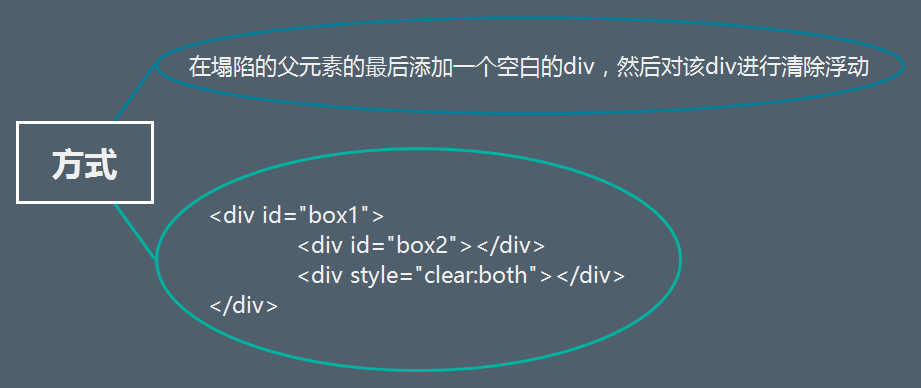 在塌陷的父元素的最后添加一个空白的div，然后对该div进行清除浮动
方式
<div id="box1">
<div id="box2"></div>
<div style="clear:both"></div>
</div>